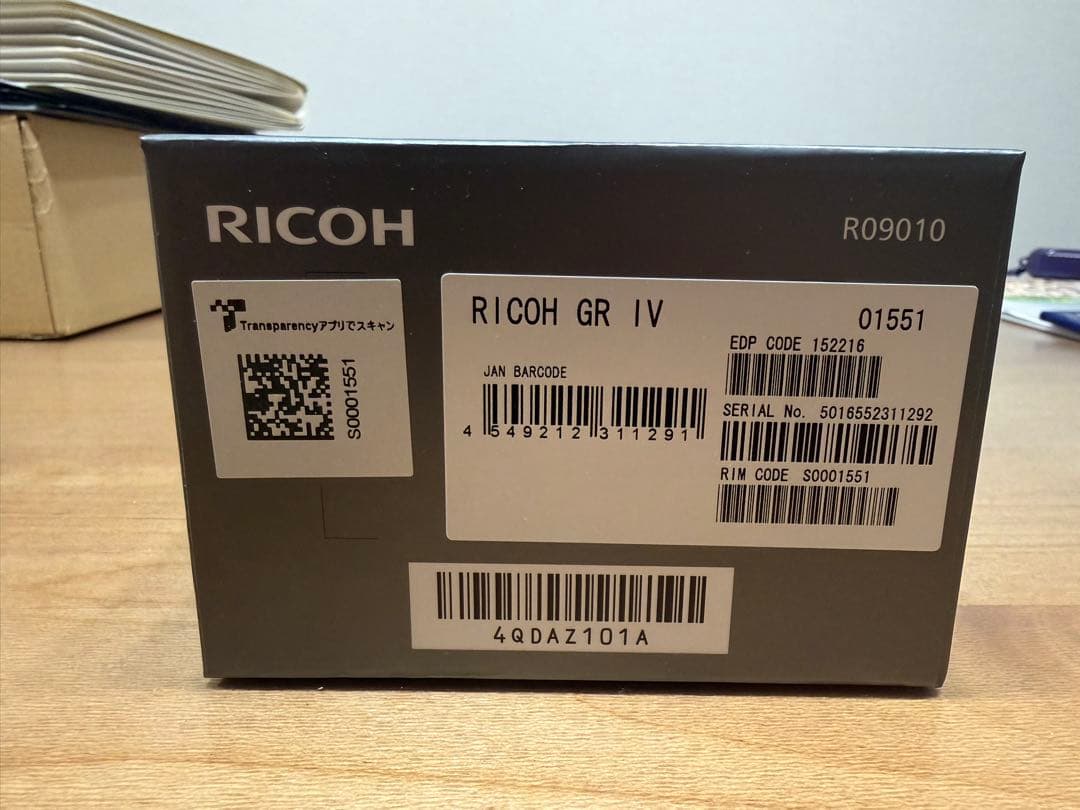 RICOH
R09010
Transparencyアプリでスキャン
S0001551
RICOH GR IV
01551
EDP CODE 152216
JAN BARCODE
4 549212 311291
SERIAL No. 5016552311292
RIM CODE S0001551
4QDAZ101A